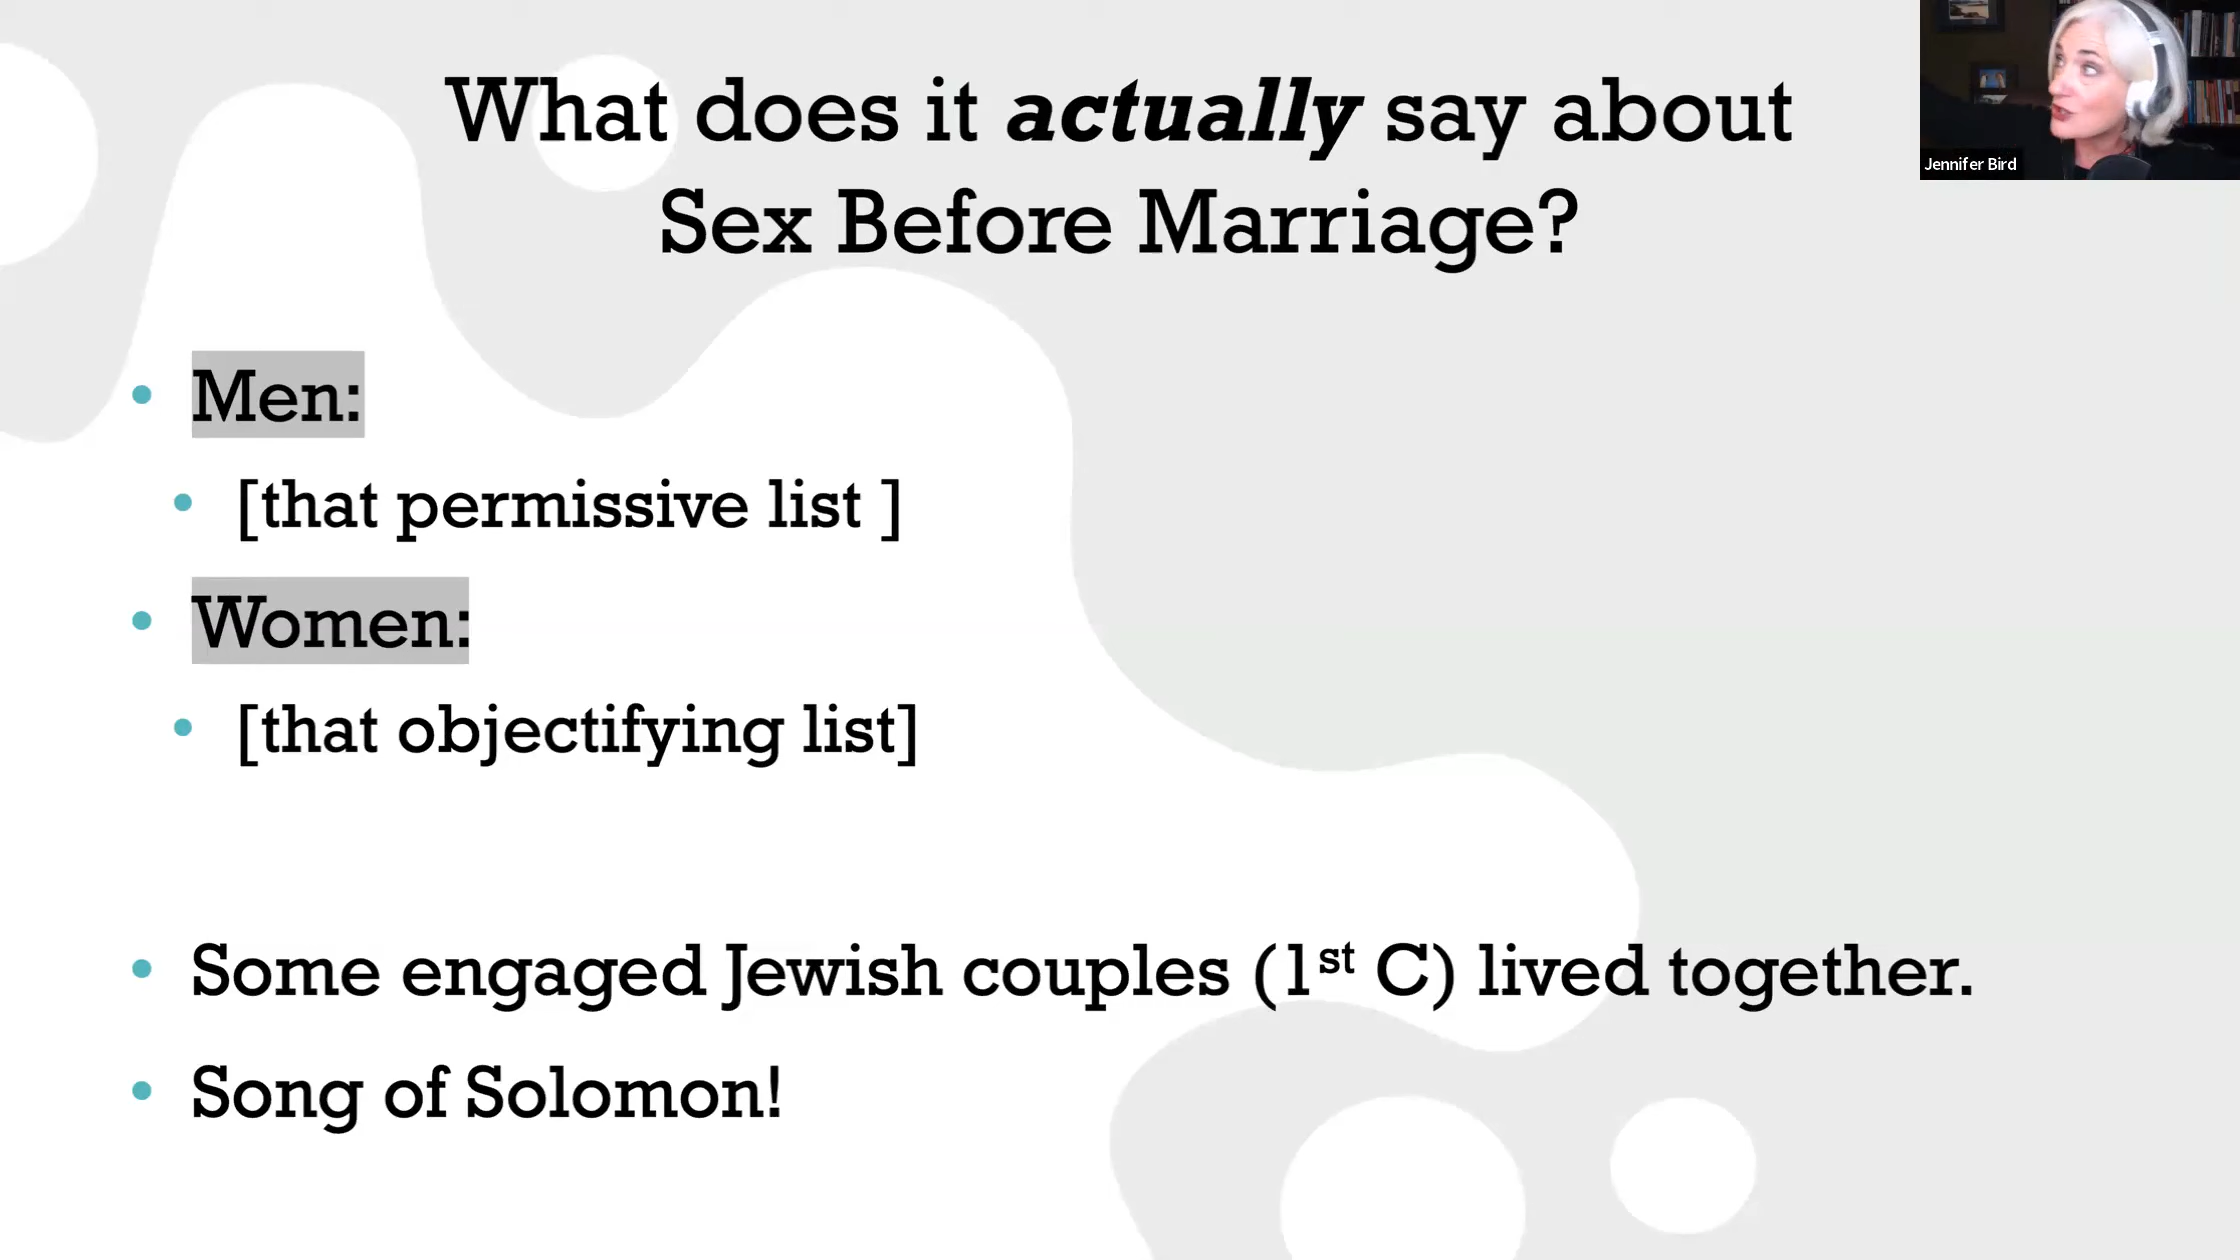 What does it actually say about
Sex Before Marriage?
Jennifer Bird
• Men:
• [that permissive list ]
• Women:
• [that objectifying list]
• Some engaged Jewish couples (1st C) lived together.
• Song of Solomon!